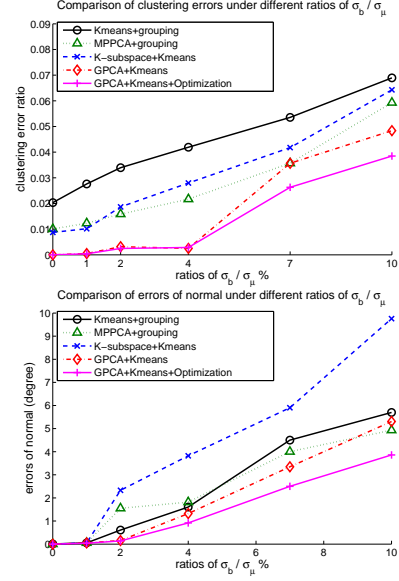 Comparison of clustering errors under different ratios of σb / σμ
0.09
0.08
0.07
0.06
0.05
0.04
0.03
0.02
0.01
0
clustering error ratio
Kmeans+grouping
MPPCA+grouping
K−subspace+Kmeans
GPCA+Kmeans
GPCA+Kmeans+Optimization
0 1 2 4 7 10
ratios of σb / σμ %
Comparison of errors of normal under different ratios of σb / σμ
10
9
8
7
6
5
4
3
2
1
0
errors of normal (degree)
Kmeans+grouping
MPPCA+grouping
K−subspace+Kmeans
GPCA+Kmeans
GPCA+Kmeans+Optimization
0 2 4 6 8 10
ratios of σb / σμ %